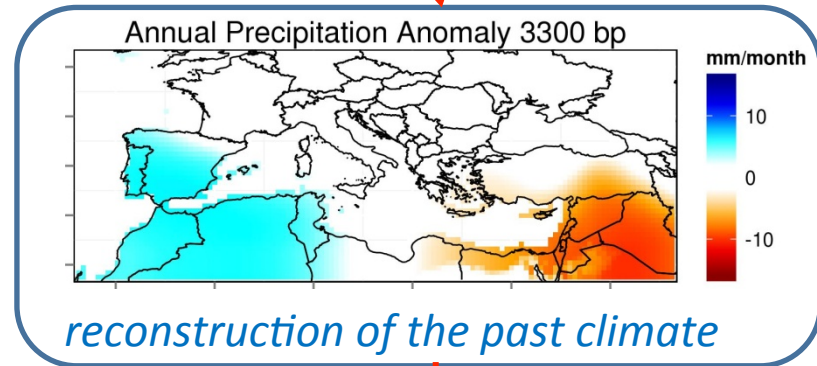 Annual Precipitation Anomaly 3300 bp
mm/month
10
0
-10
reconstruction of the past climate